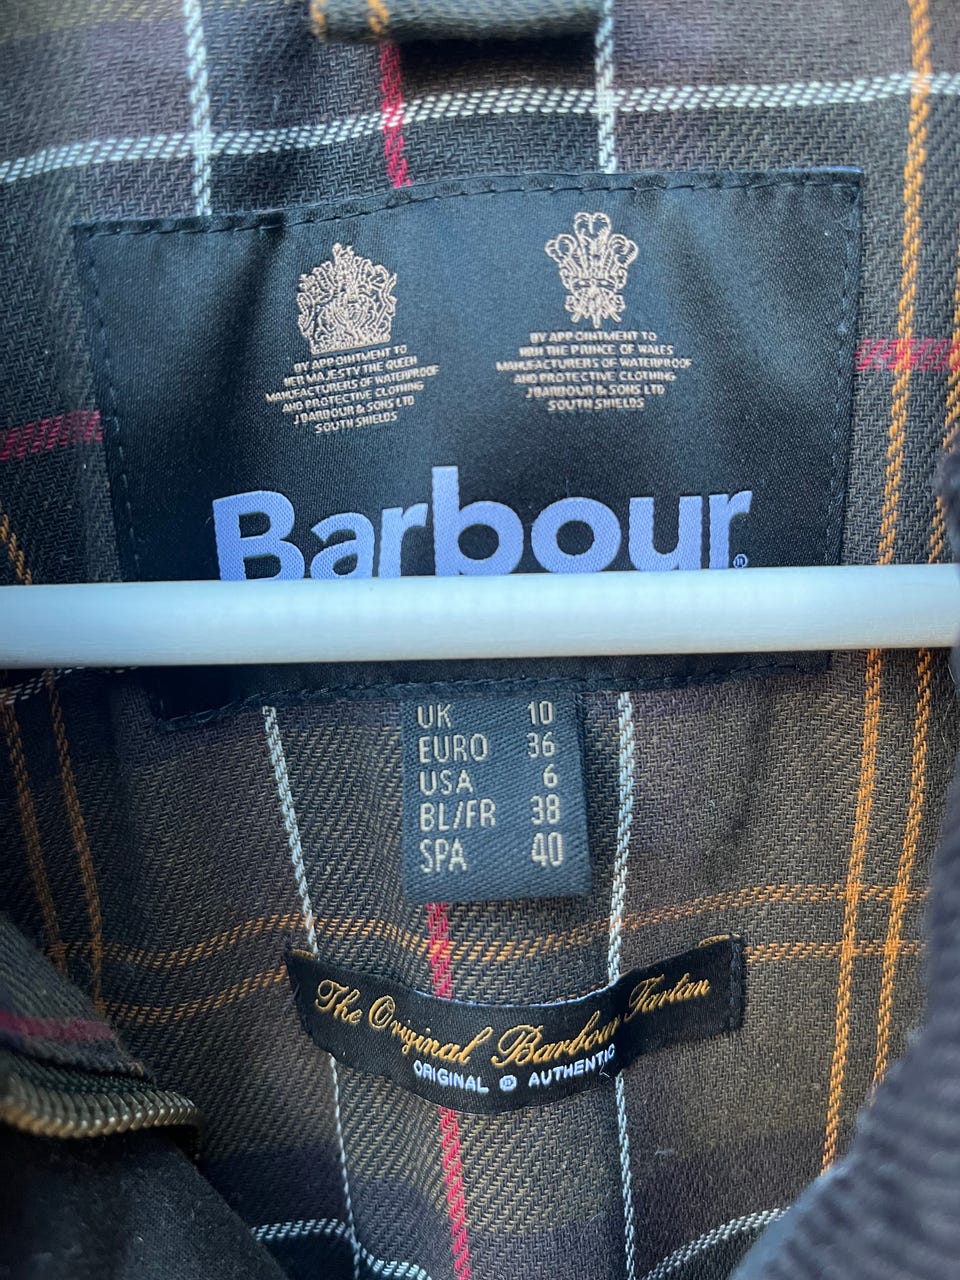 BY APPOINTMENT TO
HER MAJESTY THE QUEEN
MANUFACTURERS OF WATERPROOF
AND PROTECTIVE CLOTHING
J BARBOUR & SONS LTD
SOUTH SHIELDS
BY APPOINTMENT TO
HRH THE PRINCE OF WALES
MANUFACTURERS OF WATERPROOF
AND PROTECTIVE CLOTHING
J BARBOUR & SONS LTD
SOUTH SHIELDS
Barbour®
UK 10
EURO 36
USA 6
BL/FR 38
SPA 40
The Original Barbour Tartan
ORIGINAL ® AUTHENTIC